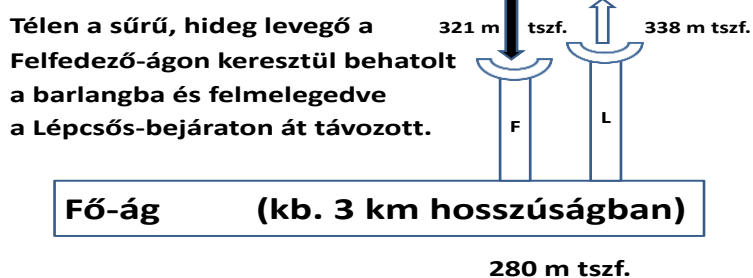 Télen a sűrű, hideg levegő a
Felfedező-ágon keresztül behatolt
a barlangba és felmelegedve
a Lépcsős-bejáraton át távozott.
321 m tszf.
338 m tszf.
F
L
Fő-ág (kb. 3 km hosszúságban)
280 m tszf.